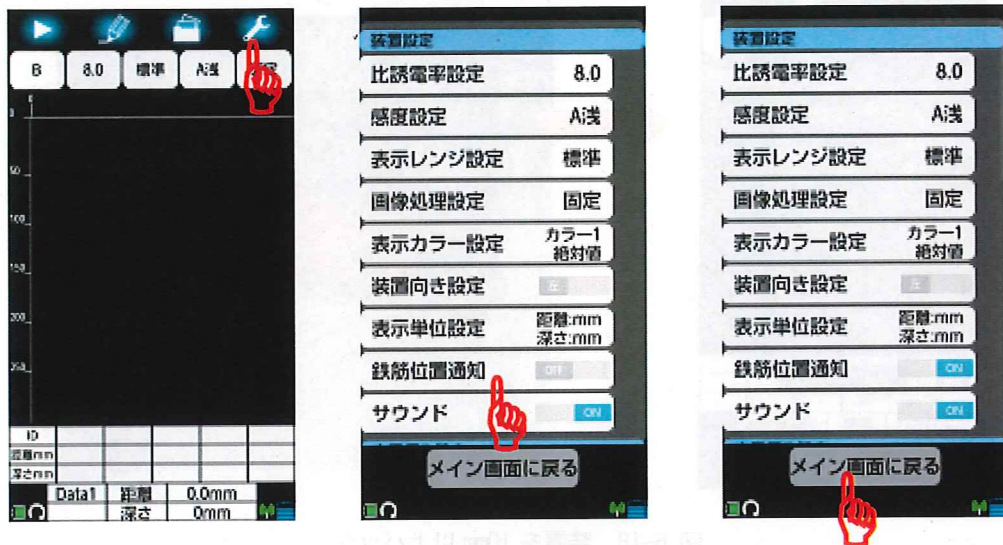 B 8.0 標準 A浅
0
50
100
150
200
250
ID
距離mm
深さmm
Data1 距離 0.0mm
深さ 0mm
装置設定
比誘電率設定 8.0
感度設定 A浅
表示レンジ設定 標準
画像処理設定 固定
表示カラー設定 カラー1
絶対値
装置向き設定 左
表示単位設定 距離:mm
深さ:mm
鉄筋位置通知 OFF
サウンド ON
メイン画面に戻る
装置設定
比誘電率設定 8.0
感度設定 A浅
表示レンジ設定 標準
画像処理設定 固定
表示カラー設定 カラー1
絶対値
装置向き設定 左
表示単位設定 距離:mm
深さ:mm
鉄筋位置通知 ON
サウンド ON
メイン画面に戻る